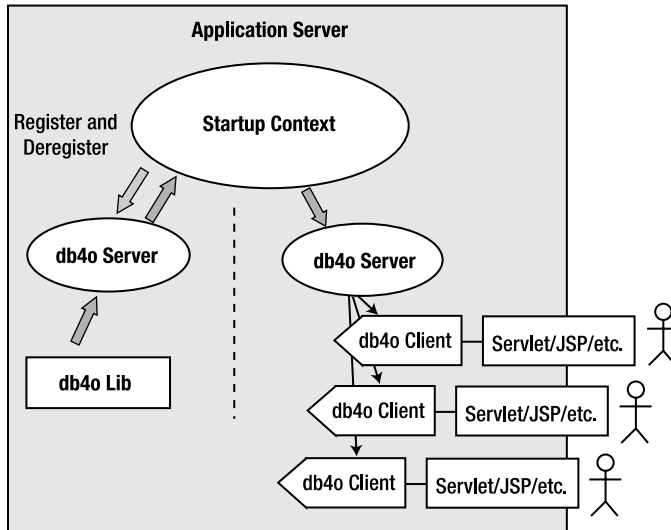 Application Server
Startup Context
Register and
Deregister
db4o Server
db4o Server
db4o Lib
db4o Client
Servlet/JSP/etc.
db4o Client
Servlet/JSP/etc.
db4o Client
Servlet/JSP/etc.